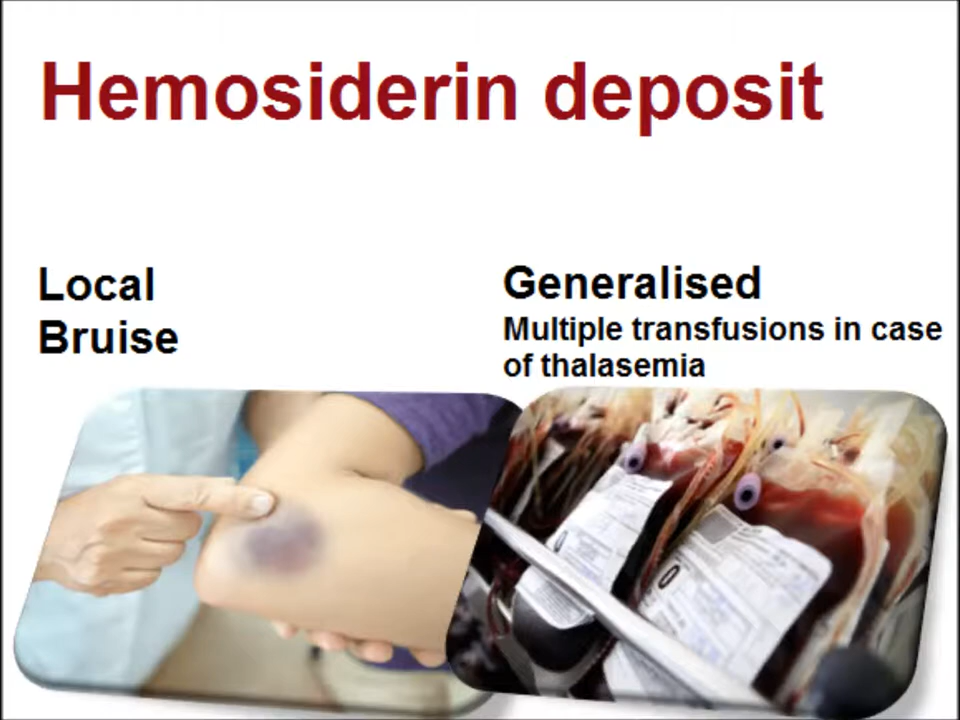 Hemosiderin deposit
Local
Bruise
Generalised
Multiple transfusions in case
of thalasemia